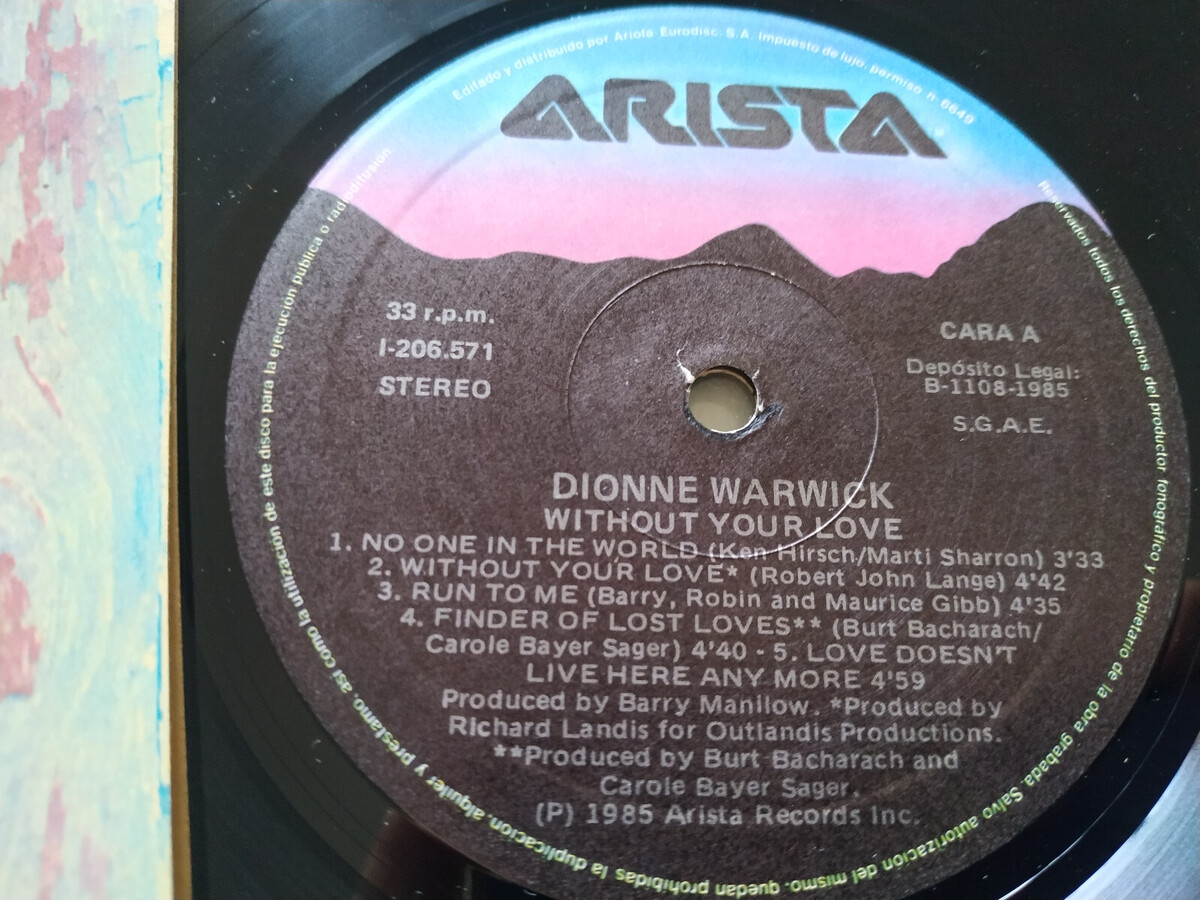 Editado y distribuido por Ariola Eurodisc, S.A. Impuesto de lujo, permiso n.º 6649
ARISTA
33 r.p.m.
I-206.571
STEREO
CARA A
Depósito Legal:
B-1108-1985
S.G.A.E.
DIONNE WARWICK
WITHOUT YOUR LOVE
1. NO ONE IN THE WORLD (Ken Hirsch/Marti Sharron) 3'33
2. WITHOUT YOUR LOVE* (Robert John Lange) 4'42
3. RUN TO ME (Barry, Robin and Maurice Gibb) 4'35
4. FINDER OF LOST LOVES** (Burt Bacharach/
Carole Bayer Sager) 4'40 - 5. LOVE DOESN'T
LIVE HERE ANY MORE 4'59
Produced by Barry Manilow. *Produced by
Richard Landis for Outlandis Productions.
**Produced by Burt Bacharach and
Carole Bayer Sager.
(P) 1985 Arista Records Inc.
Reservados todos los derechos del productor fonográfico y propietario de la obra grabada. Salvo autorización del mismo, quedan prohibidas la duplicación, alquiler y préstamo, así como la utilización de este disco para la ejecución pública o radiodifusión.